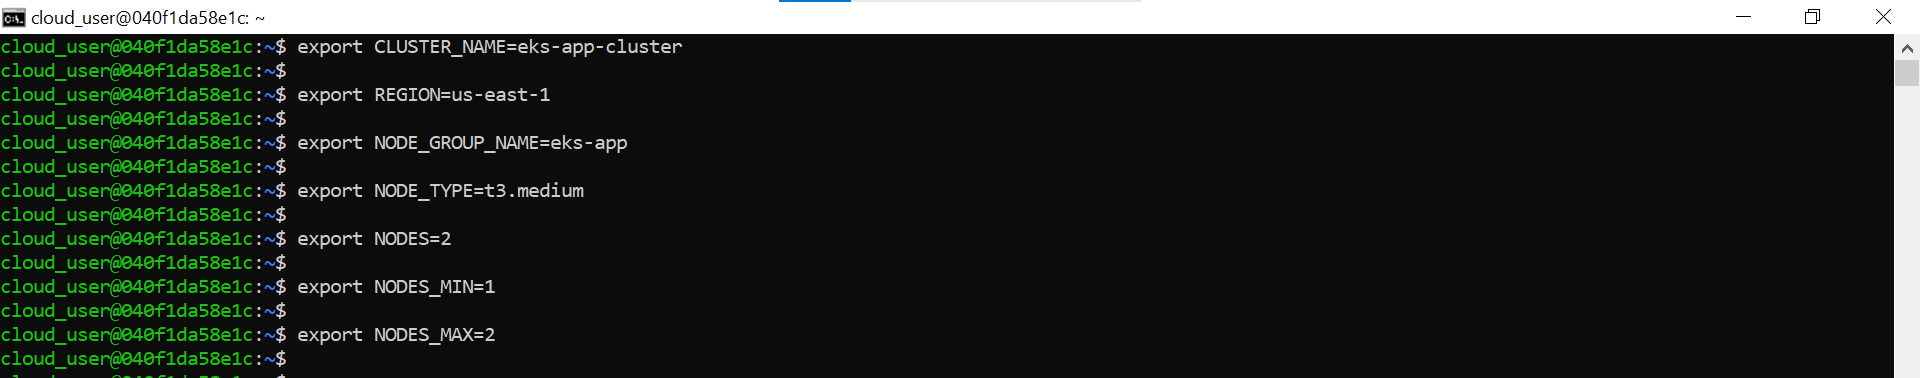 cloud_user@040f1da58e1c: ~
cloud_user@040f1da58e1c:~$ export CLUSTER_NAME=eks-app-cluster
cloud_user@040f1da58e1c:~$
cloud_user@040f1da58e1c:~$ export REGION=us-east-1
cloud_user@040f1da58e1c:~$
cloud_user@040f1da58e1c:~$ export NODE_GROUP_NAME=eks-app
cloud_user@040f1da58e1c:~$
cloud_user@040f1da58e1c:~$ export NODE_TYPE=t3.medium
cloud_user@040f1da58e1c:~$
cloud_user@040f1da58e1c:~$ export NODES=2
cloud_user@040f1da58e1c:~$
cloud_user@040f1da58e1c:~$ export NODES_MIN=1
cloud_user@040f1da58e1c:~$
cloud_user@040f1da58e1c:~$ export NODES_MAX=2
cloud_user@040f1da58e1c:~$